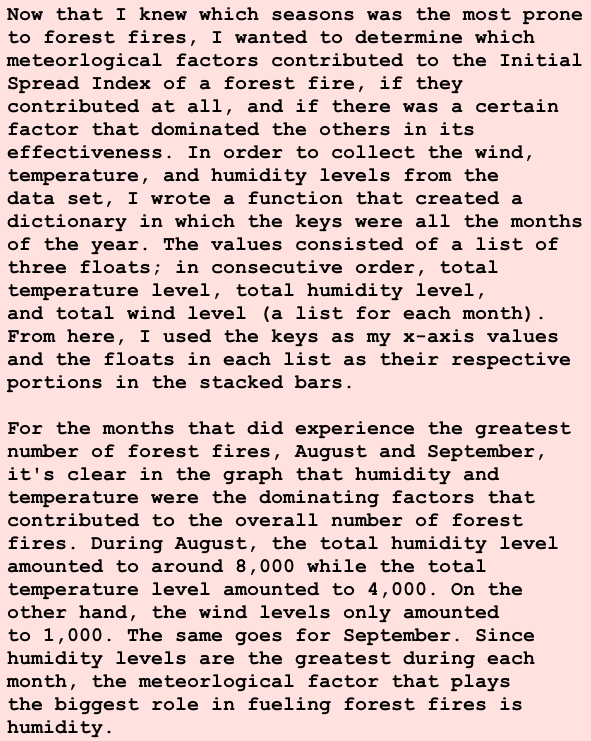 Now that I knew which seasons was the most prone
to forest fires, I wanted to determine which
meteorlogical factors contributed to the Initial
Spread Index of a forest fire, if they
contributed at all, and if there was a certain
factor that dominated the others in its
effectiveness. In order to collect the wind,
temperature, and humidity levels from the
data set, I wrote a function that created a
dictionary in which the keys were all the months
of the year. The values consisted of a list of
three floats; in consecutive order, total
temperature level, total humidity level,
and total wind level (a list for each month).
From here, I used the keys as my x-axis values
and the floats in each list as their respective
portions in the stacked bars.

For the months that did experience the greatest
number of forest fires, August and September,
it's clear in the graph that humidity and
temperature were the dominating factors that
contributed to the overall number of forest
fires. During August, the total humidity level
amounted to around 8,000 while the total
temperature level amounted to 4,000. On the
other hand, the wind levels only amounted
to 1,000. The same goes for September. Since
humidity levels are the greatest during each
month, the meteorlogical factor that plays
the biggest role in fueling forest fires is
humidity.